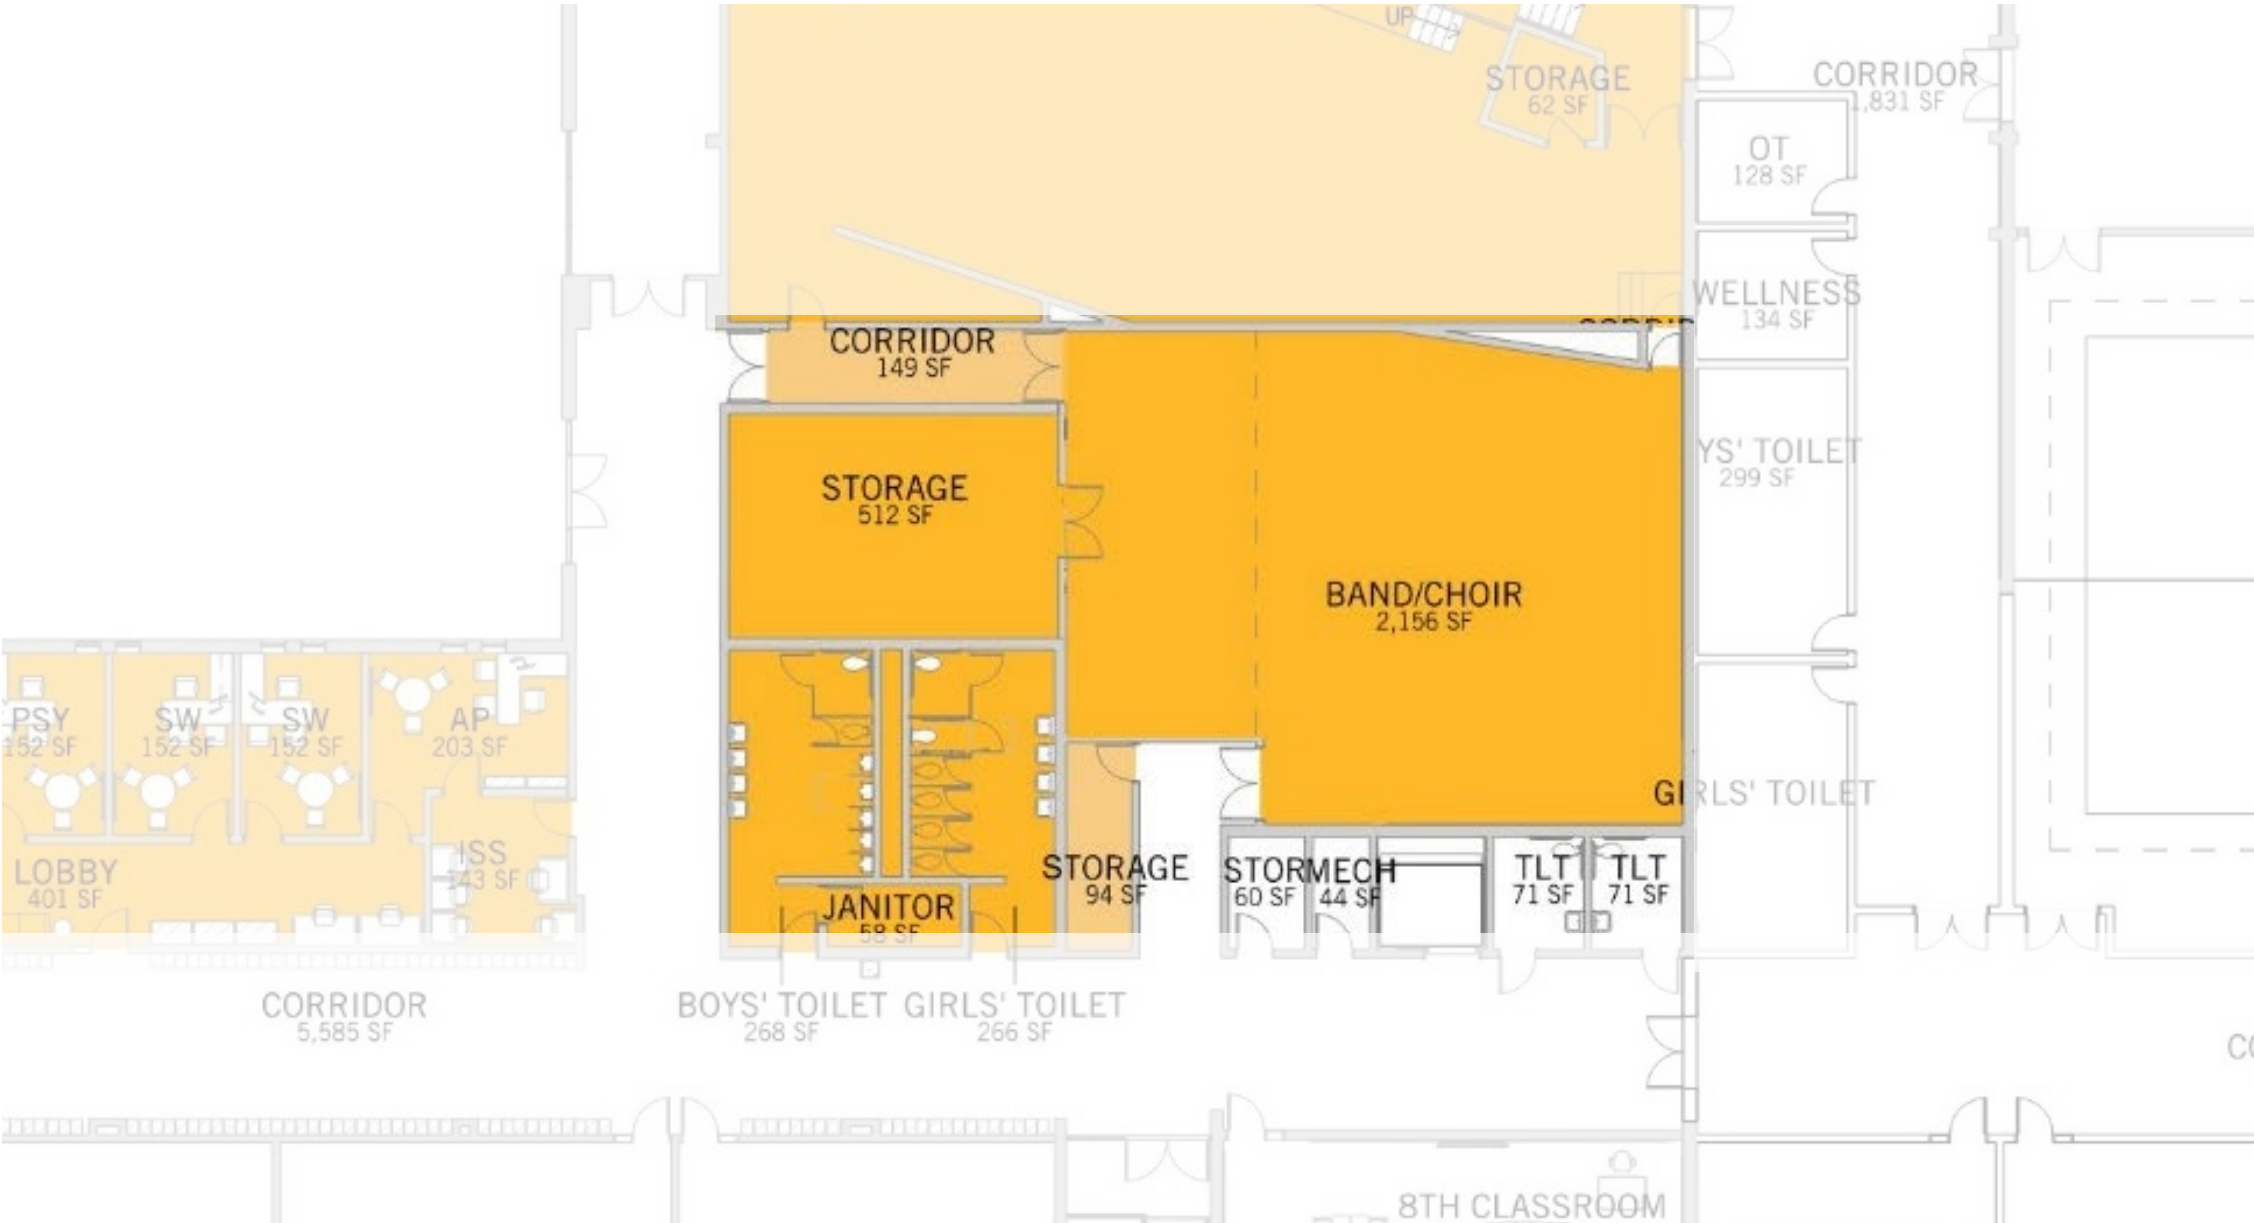 UP
STORAGE
62 SF
CORRIDOR
1,831 SF
OT
128 SF
WELLNESS
134 SF
CORRIDOR
149 SF
YS' TOILET
299 SF
STORAGE
512 SF
BAND/CHOIR
2,156 SF
PSY
152 SF
SW
152 SF
SW
152 SF
AP
203 SF
GIRLS' TOILET
ISS
143 SF
LOBBY
401 SF
STORAGE
94 SF
STOR
60 SF
MECH
44 SF
TLT
71 SF
TLT
71 SF
JANITOR
58 SF
CORRIDOR
5,585 SF
BOYS' TOILET
268 SF
GIRLS' TOILET
266 SF
8TH CLASSROOM